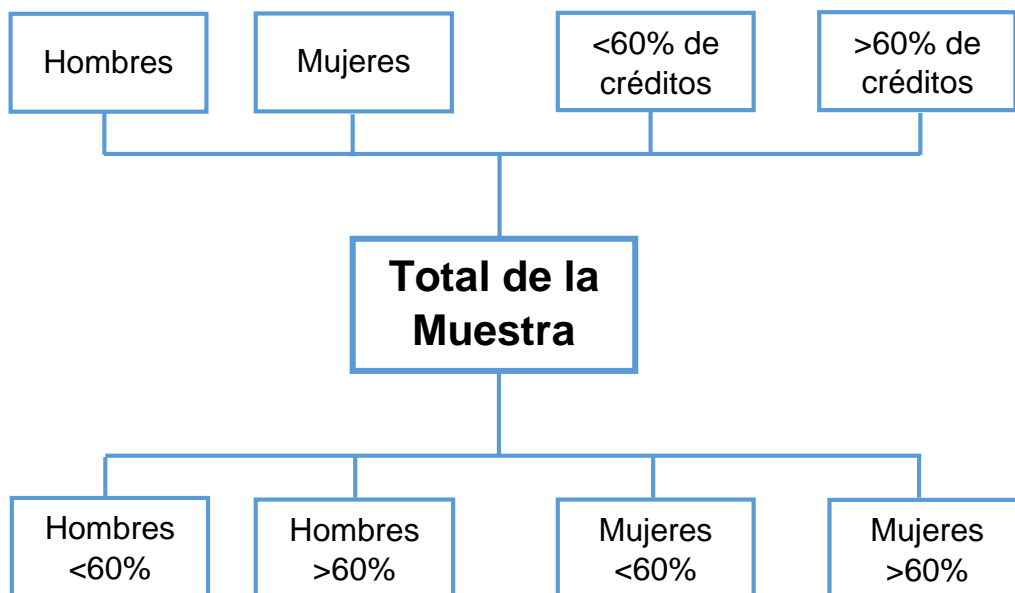 Hombres
Mujeres
<60% de
créditos
>60% de
créditos
Total de la
Muestra
Hombres
<60%
Hombres
>60%
Mujeres
<60%
Mujeres
>60%